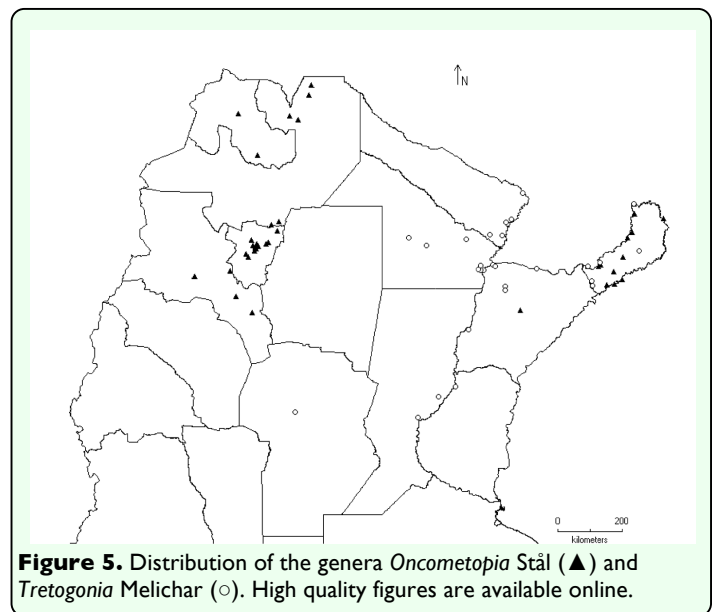 N
0 200
kilometers
Figure 5. Distribution of the genera Oncometopia Stål (▲) and
Tretogonia Melichar (○). High quality figures are available online.